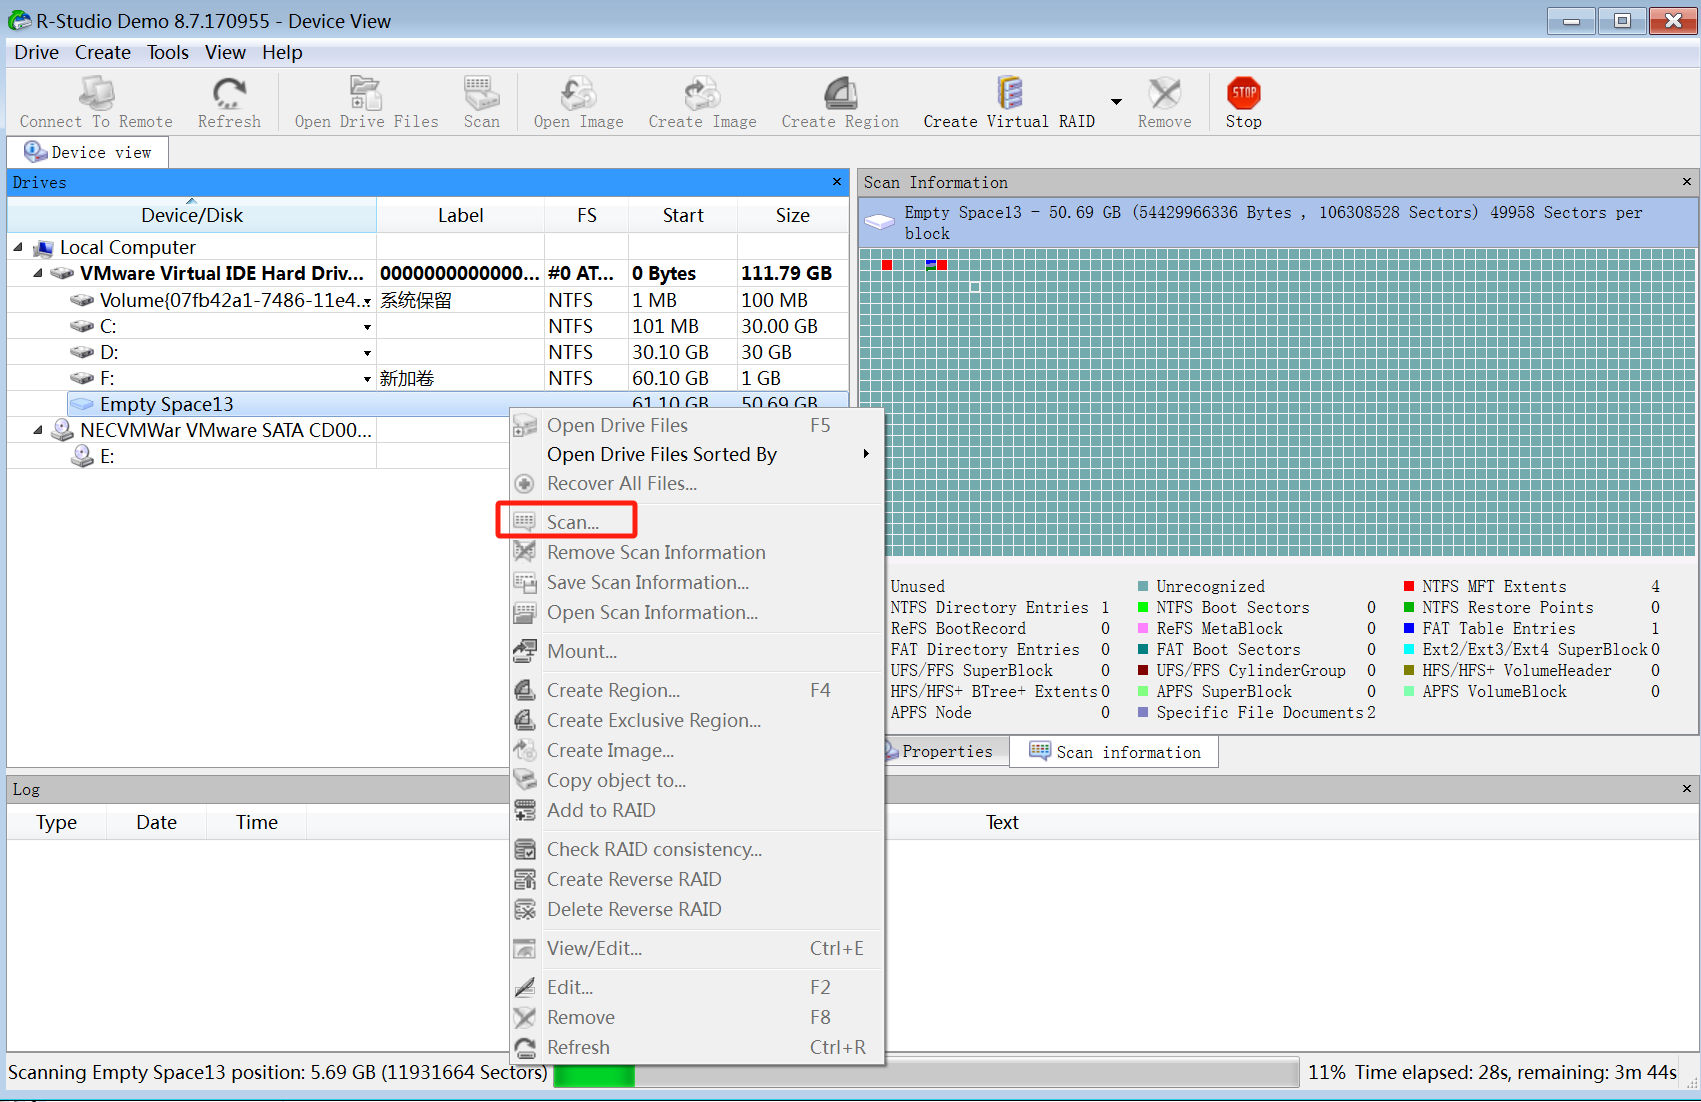 R-Studio Demo 8.7.170955 - Device View
Drive Create Tools View Help
Connect To Remote Refresh Open Drive Files Scan Open Image Create Image Create Region Create Virtual RAID Remove STOP Stop
Device view
Drives
Device/Disk Label FS Start Size
Local Computer
VMware Virtual IDE Hard Driv... 0000000000000... #0 AT... 0 Bytes 111.79 GB
Volume{07fb42a1-7486-11e4... 系统保留 NTFS 1 MB 100 MB
C: NTFS 101 MB 30.00 GB
D: NTFS 30.10 GB 30 GB
F: 新加卷 NTFS 60.10 GB 1 GB
Empty Space13 61.10 GB 50.69 GB
NECVMWar VMware SATA CD00...
E:
Open Drive Files F5
Open Drive Files Sorted By
Recover All Files...
Scan...
Remove Scan Information
Save Scan Information...
Open Scan Information...
Mount...
Create Region... F4
Create Exclusive Region...
Create Image...
Copy object to...
Add to RAID
Check RAID consistency...
Create Reverse RAID
Delete Reverse RAID
View/Edit... Ctrl+E
Edit... F2
Remove F8
Refresh Ctrl+R
Scan Information
Empty Space13 - 50.69 GB (54429966336 Bytes , 106308528 Sectors) 49958 Sectors per
block
Unused Unrecognized NTFS MFT Extents 4
NTFS Directory Entries 1 NTFS Boot Sectors 0 NTFS Restore Points 0
ReFS BootRecord 0 ReFS MetaBlock 0 FAT Table Entries 1
FAT Directory Entries 0 FAT Boot Sectors 0 Ext2/Ext3/Ext4 SuperBlock 0
UFS/FFS SuperBlock 0 UFS/FFS CylinderGroup 0 HFS/HFS+ VolumeHeader 0
HFS/HFS+ BTree+ Extents 0 APFS SuperBlock 0 APFS VolumeBlock 0
APFS Node 0 Specific File Documents 2
Properties Scan information
Log
Type Date Time Text
Scanning Empty Space13 position: 5.69 GB (11931664 Sectors) 11% Time elapsed: 28s, remaining: 3m 44s